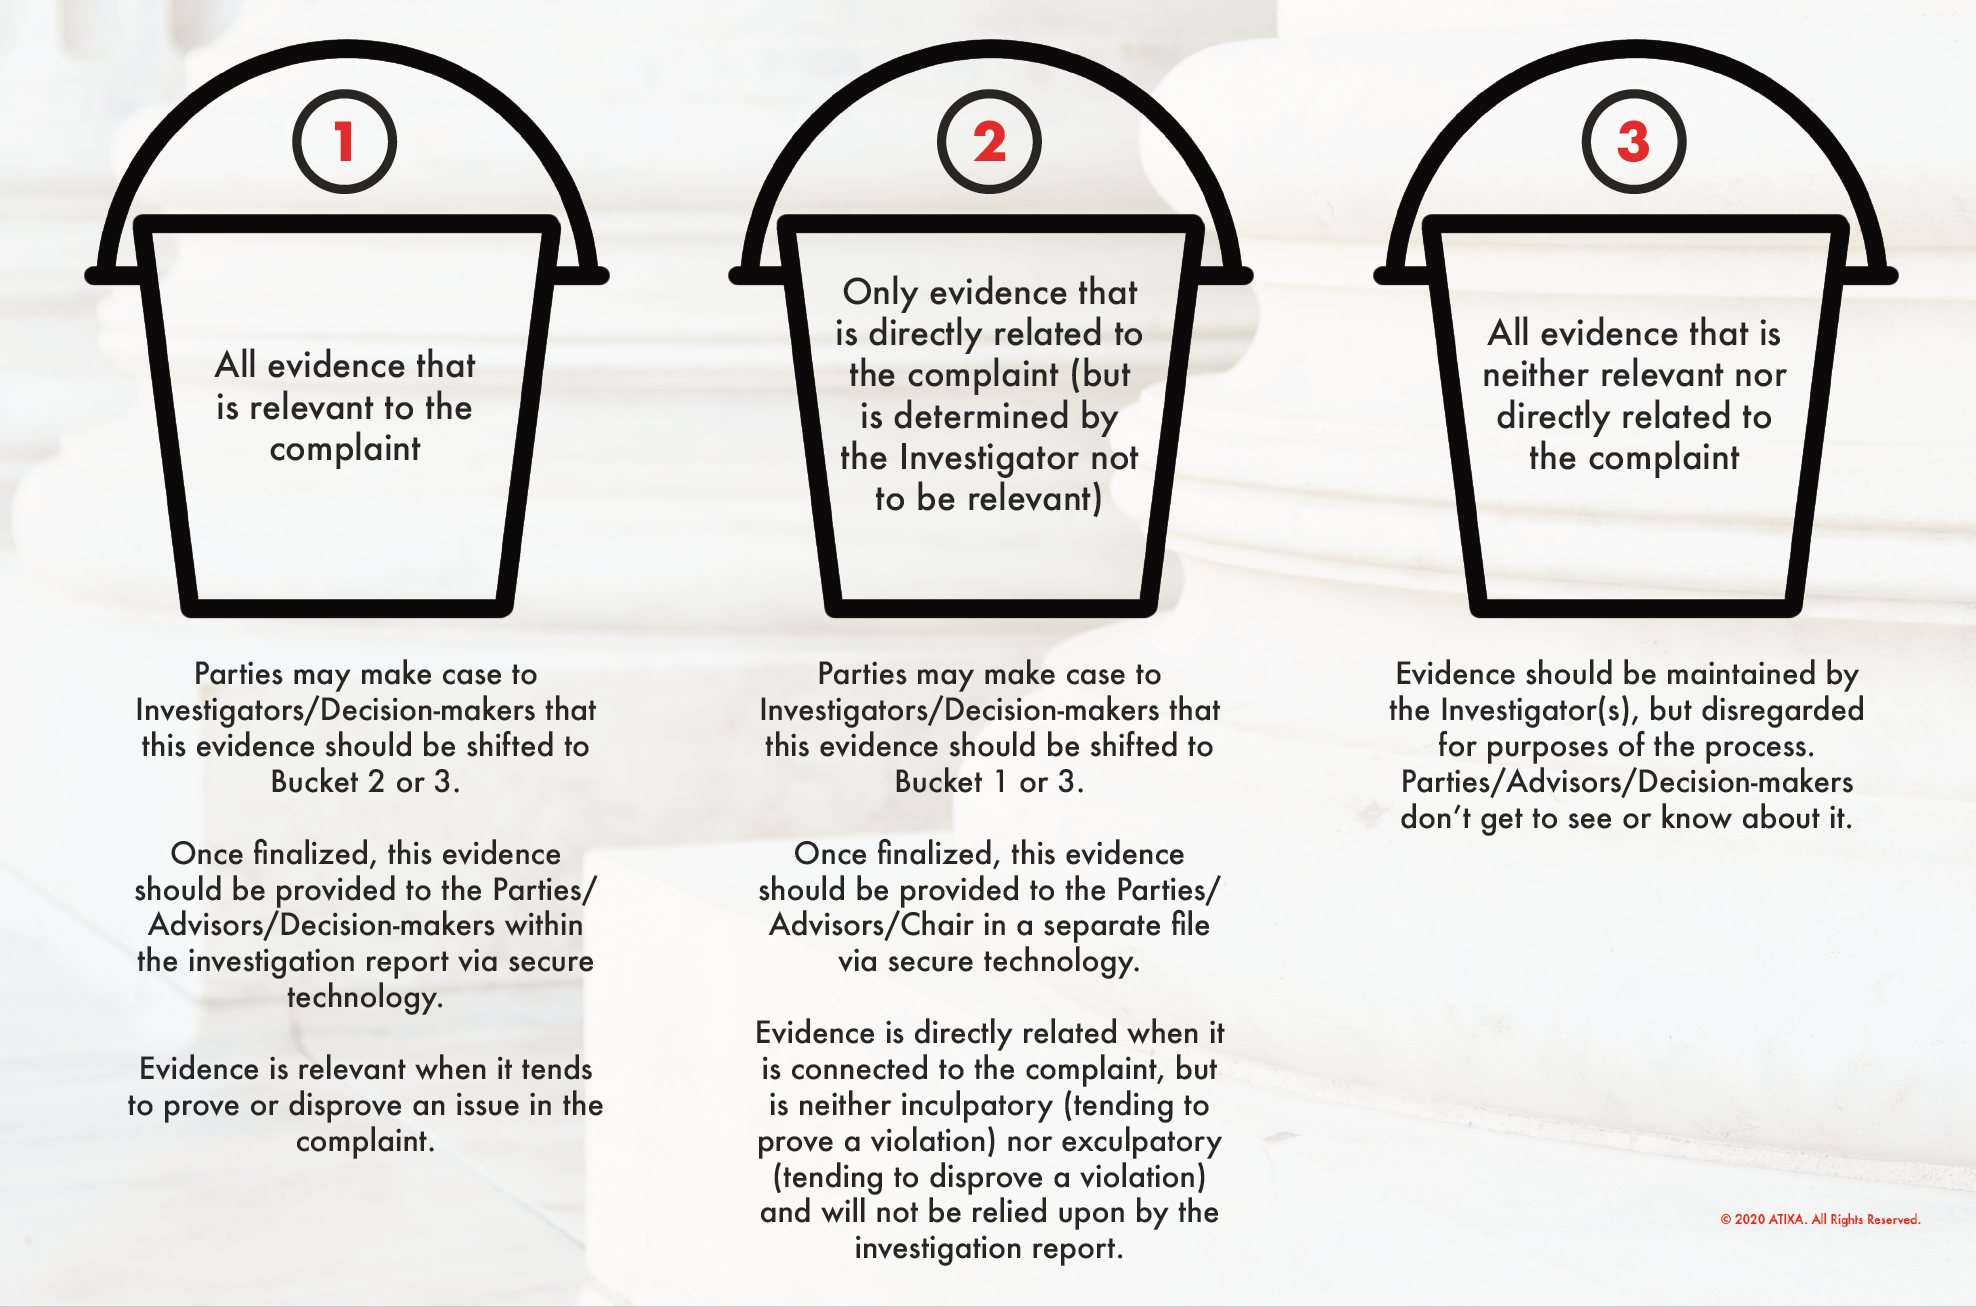 1
All evidence that
is relevant to the
complaint
Parties may make case to
Investigators/Decision-makers that
this evidence should be shifted to
Bucket 2 or 3.
Once finalized, this evidence
should be provided to the Parties/
Advisors/Decision-makers within
the investigation report via secure
technology.
Evidence is relevant when it tends
to prove or disprove an issue in the
complaint.
2
Only evidence that
is directly related to
the complaint (but
is determined by
the Investigator not
to be relevant)
Parties may make case to
Investigators/Decision-makers that
this evidence should be shifted to
Bucket 1 or 3.
Once finalized, this evidence
should be provided to the Parties/
Advisors/Chair in a separate file
via secure technology.
Evidence is directly related when it
is connected to the complaint, but
is neither inculpatory (tending to
prove a violation) nor exculpatory
(tending to disprove a violation)
and will not be relied upon by the
investigation report.
3
All evidence that is
neither relevant nor
directly related to
the complaint
Evidence should be maintained by
the Investigator(s), but disregarded
for purposes of the process.
Parties/Advisors/Decision-makers
don’t get to see or know about it.
© 2020 ATIXA. All Rights Reserved.